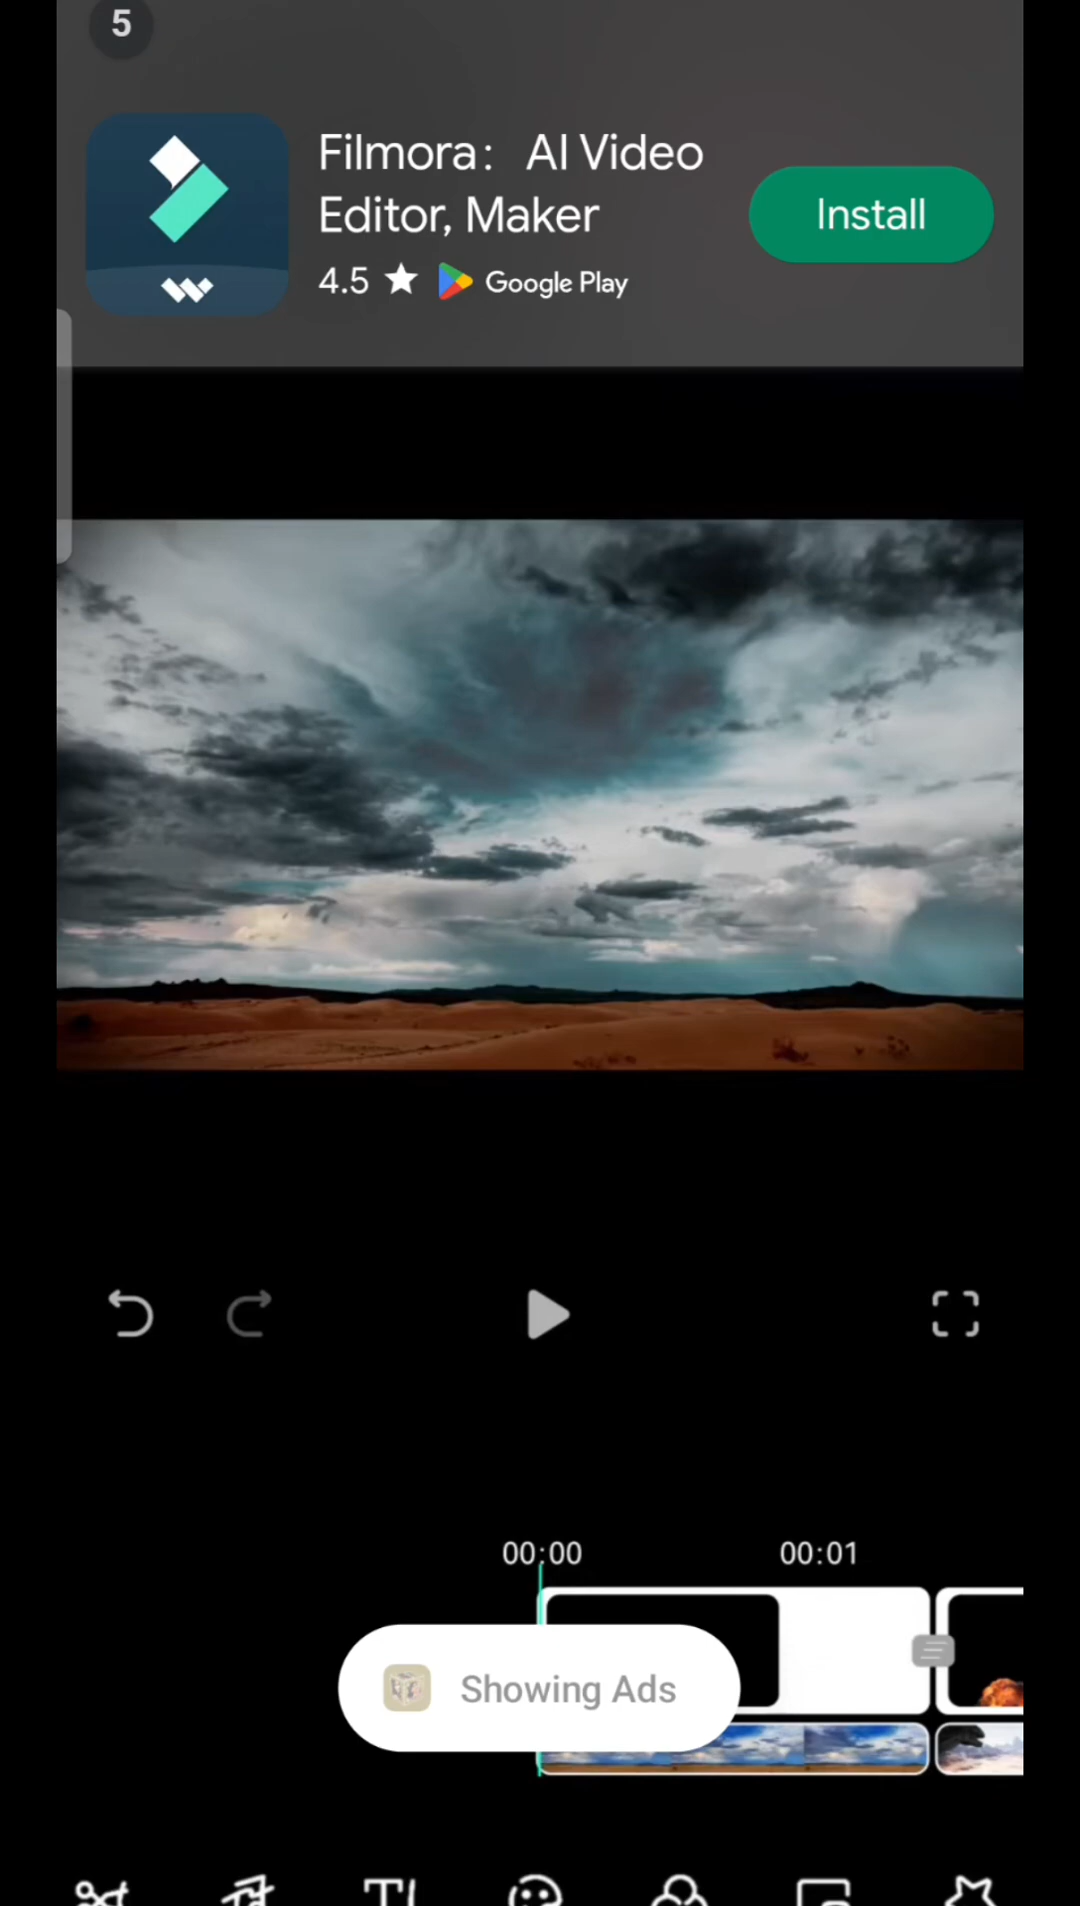 5
Filmora: AI Video
Editor, Maker
Install
4.5 ★ Google Play
00:00
00:01
Showing Ads